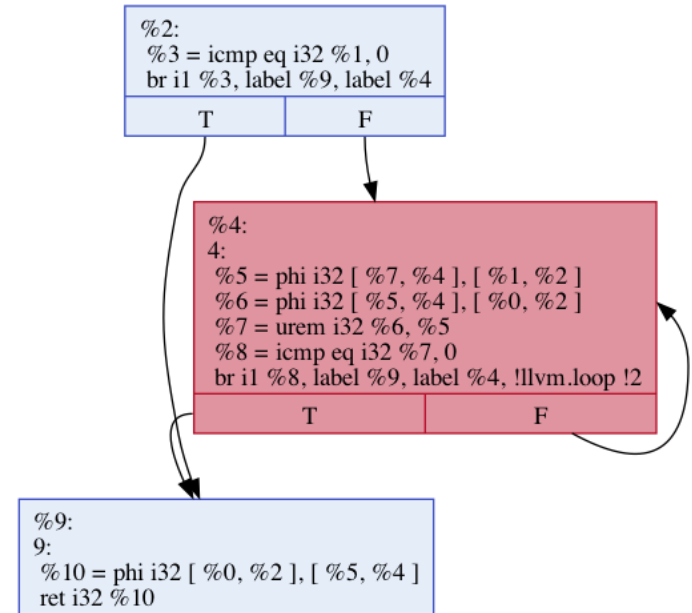 %2:
%3 = icmp eq i32 %1, 0
br i1 %3, label %9, label %4
T F
%4:
4:
%5 = phi i32 [ %7, %4 ], [ %1, %2 ]
%6 = phi i32 [ %5, %4 ], [ %0, %2 ]
%7 = urem i32 %6, %5
%8 = icmp eq i32 %7, 0
br i1 %8, label %9, label %4, !llvm.loop !2
T F
%9:
9:
%10 = phi i32 [ %0, %2 ], [ %5, %4 ]
ret i32 %10